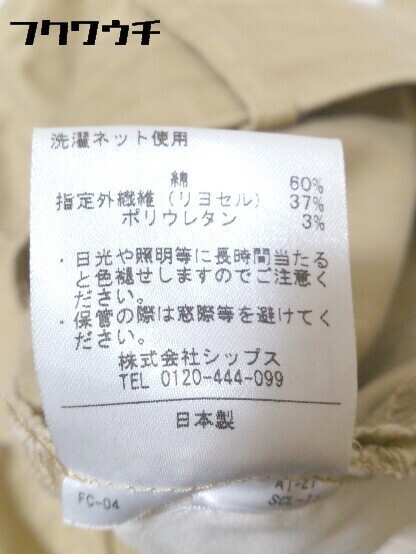 フクワウチ
洗濯ネット使用
綿 60%
指定外繊維（リヨセル） 37%
ポリウレタン 3%
・日光や照明等に長時間当たる
と色褪せしますのでご注意く
ださい。
・保管の際は窓際等を避けてく
ださい。
株式会社シップス
TEL 0120-444-099
日本製
FC-04